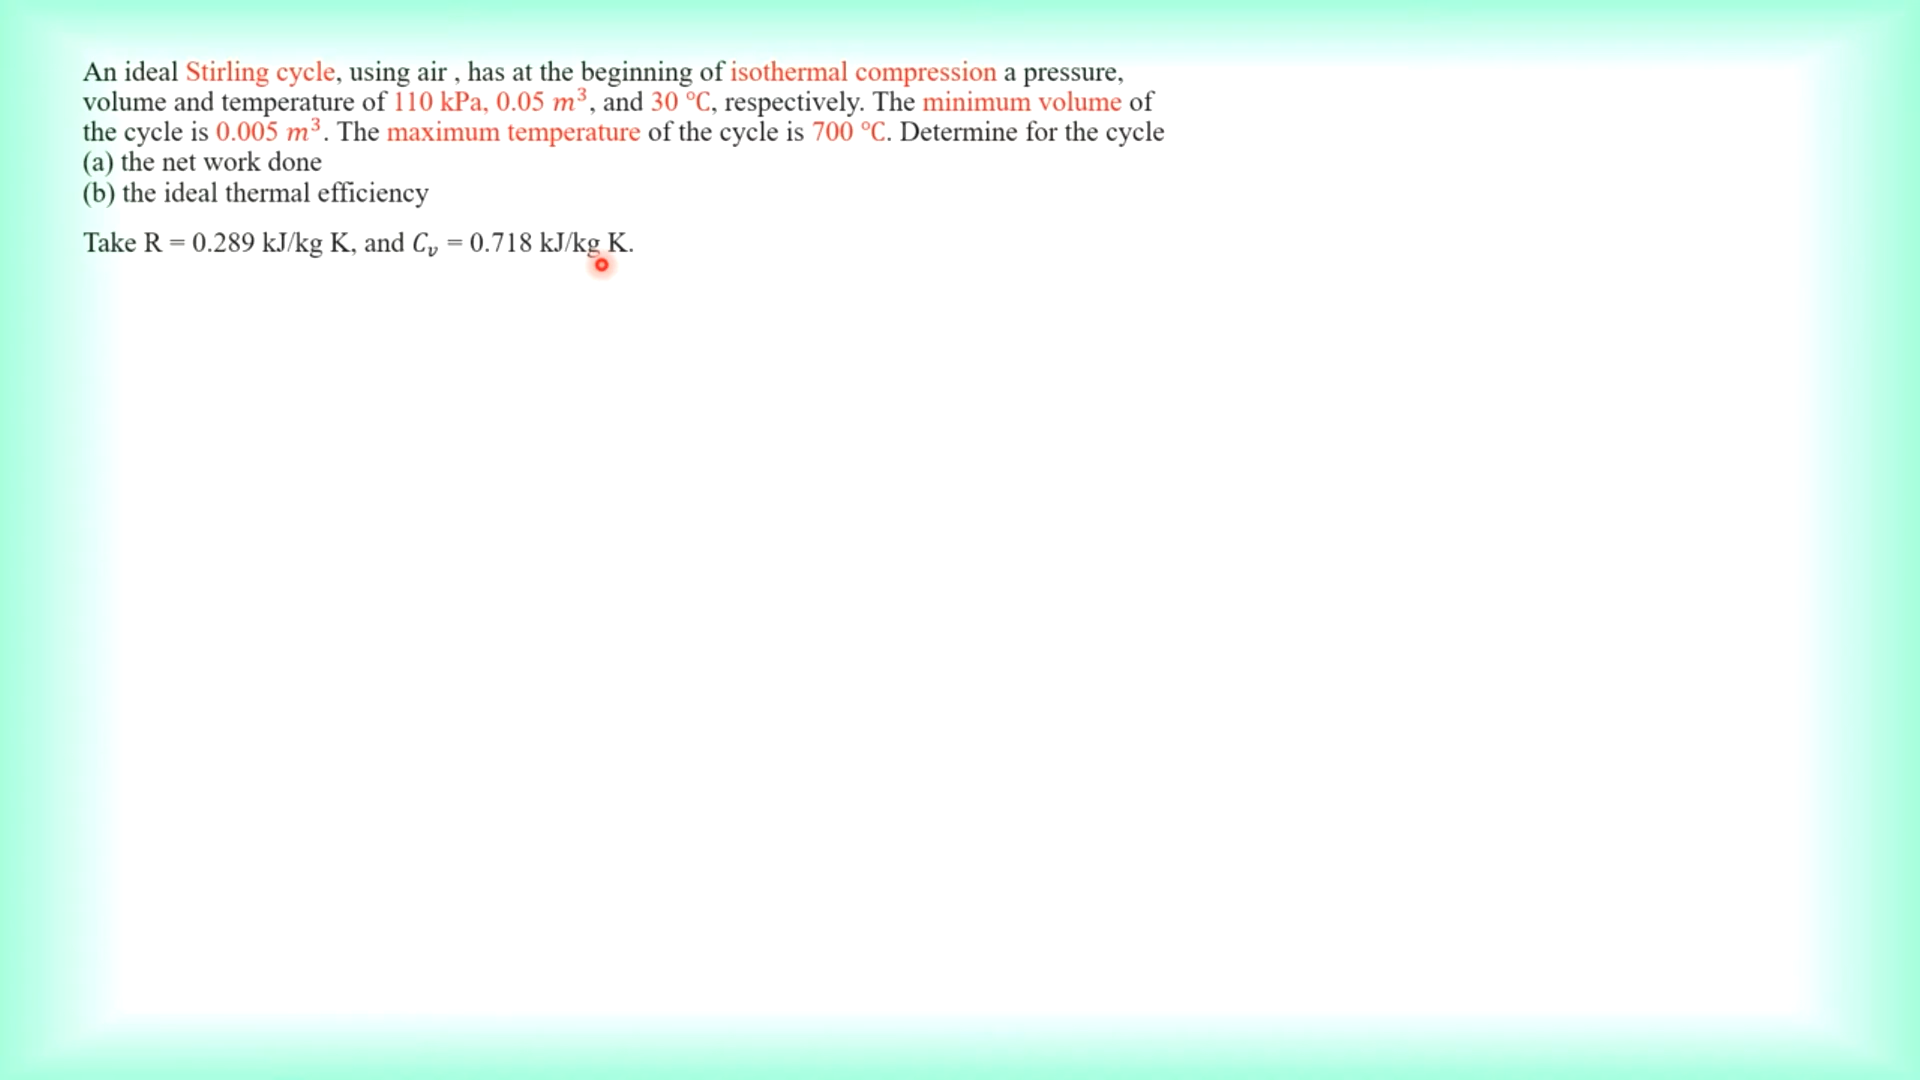 An ideal Stirling cycle, using air , has at the beginning of isothermal compression a pressure,
volume and temperature of 110 kPa, 0.05 m³, and 30 °C, respectively. The minimum volume of
the cycle is 0.005 m³. The maximum temperature of the cycle is 700 °C. Determine for the cycle
(a) the net work done
(b) the ideal thermal efficiency
Take R = 0.289 kJ/kg K, and Cᵥ = 0.718 kJ/kg K.